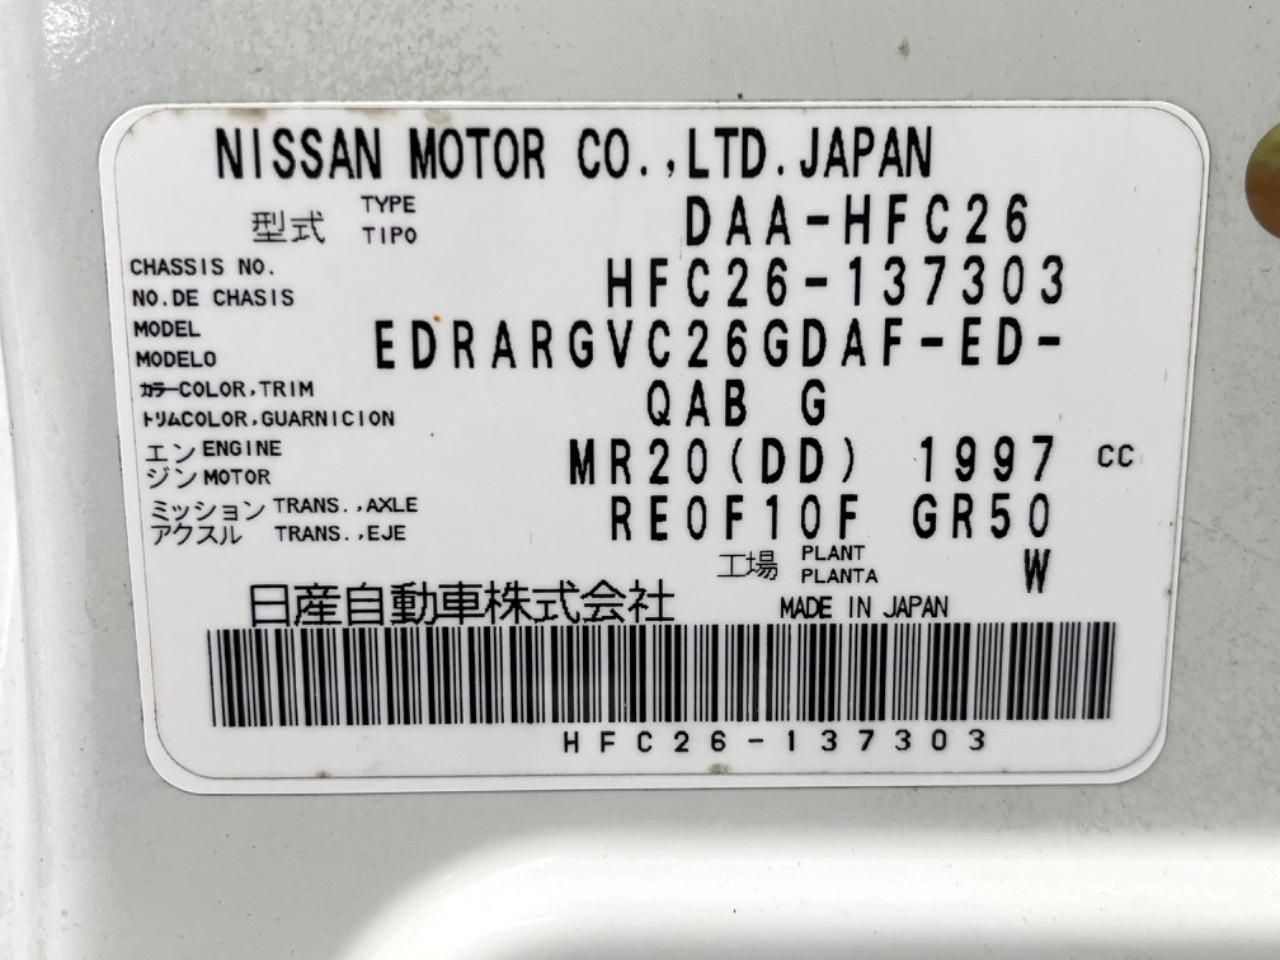 NISSAN MOTOR CO.,LTD.JAPAN
型式 TYPE TIPO DAA-HFC26
CHASSIS NO.
NO.DE CHASIS HFC26-137303
MODEL
MODELO EDRARGVC26GDAF-ED-
カラーCOLOR,TRIM
トリムCOLOR,GUARNICION QAB G
エンジン ENGINE MOTOR MR20(DD) 1997 CC
ミッション TRANS.,AXLE
アクスル TRANS.,EJE RE0F10F GR50
工場 PLANT PLANTA W
日産自動車株式会社 MADE IN JAPAN
HFC26-137303